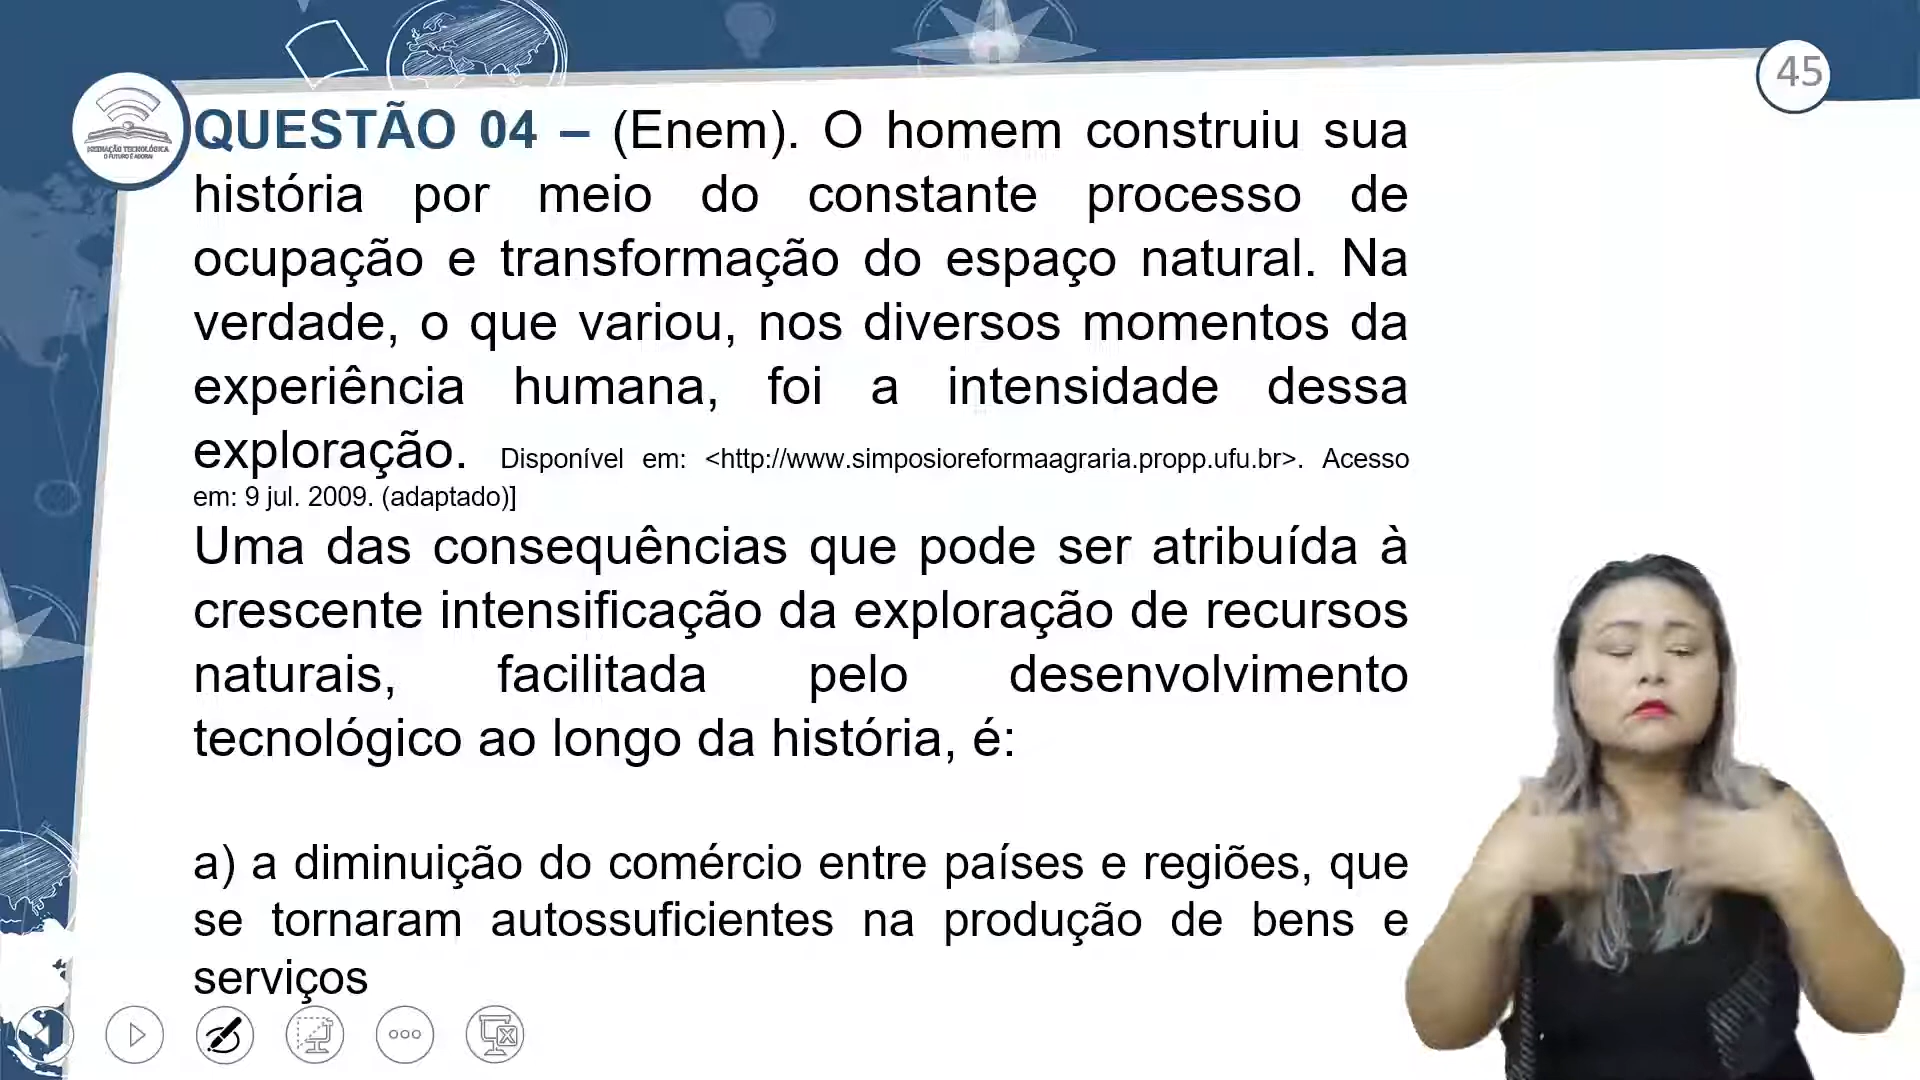 45
QUESTÃO 04 – (Enem). O homem construiu sua
história por meio do constante processo de
ocupação e transformação do espaço natural. Na
verdade, o que variou, nos diversos momentos da
experiência humana, foi a intensidade dessa
exploração. Disponível em: <http://www.simposioreformaagraria.propp.ufu.br>. Acesso
em: 9 jul. 2009. (adaptado)]
Uma das consequências que pode ser atribuída à
crescente intensificação da exploração de recursos
naturais, facilitada pelo desenvolvimento
tecnológico ao longo da história, é:
a) a diminuição do comércio entre países e regiões, que
se tornaram autossuficientes na produção de bens e
serviços
MEDIAÇÃO TECNOLÓGICA
O FUTURO É AGORA!